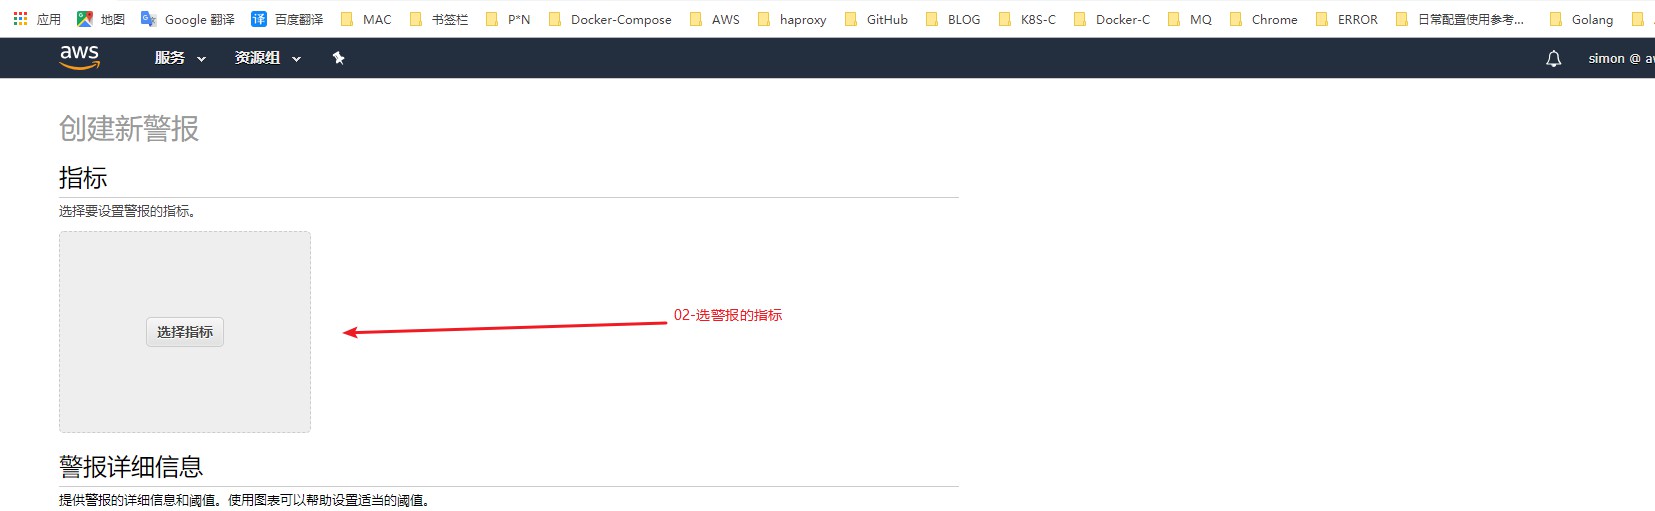 应用 地图 Google 翻译 译 百度翻译 MAC 书签栏 P*N Docker-Compose AWS haproxy GitHub BLOG K8S-C Docker-C MQ Chrome ERROR 日常配置使用参考... Golang
aws 服务 资源组 simon @ aw
创建新警报
指标
选择要设置警报的指标。
选择指标
02-选警报的指标
警报详细信息
提供警报的详细信息和阈值。使用图表可以帮助设置适当的阈值。